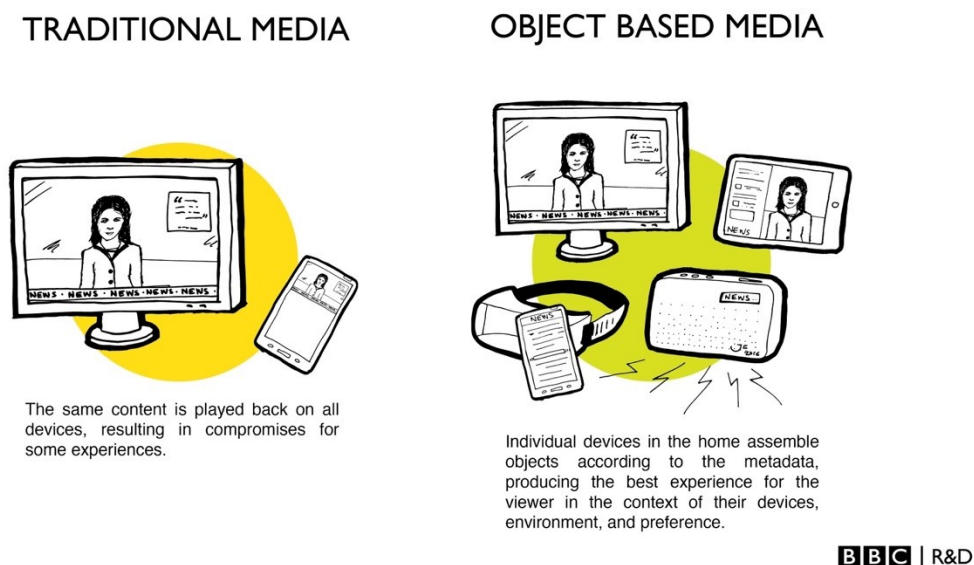 TRADITIONAL MEDIA
NEWS · NEWS · NEWS · NEWS · NEWS ·
The same content is played back on all
devices, resulting in compromises for
some experiences.
OBJECT BASED MEDIA
NEWS · NEWS · NEWS · NEWS · NEWS ·
NEWS
NEWS
NEWS..
JE
2016
Individual devices in the home assemble
objects according to the metadata,
producing the best experience for the
viewer in the context of their devices,
environment, and preference.
BBC | R&D